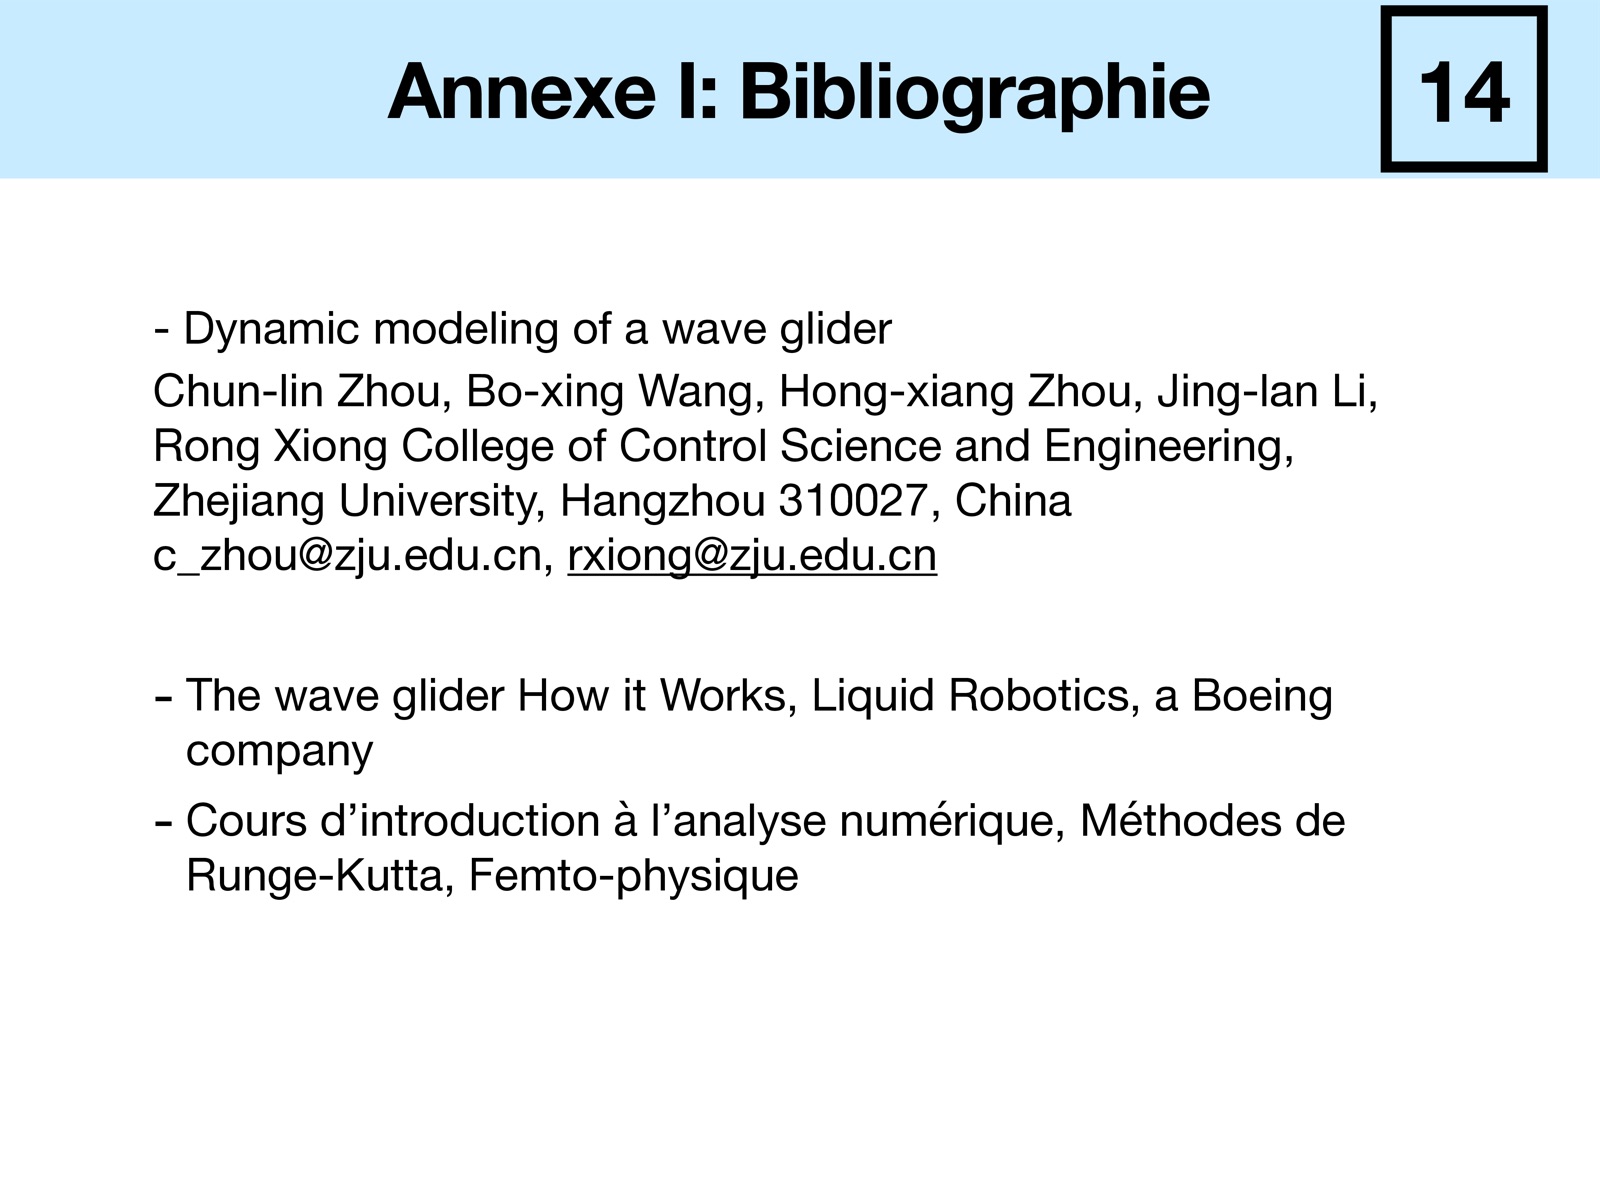 Annexe I: Bibliographie
14
- Dynamic modeling of a wave glider
Chun-lin Zhou, Bo-xing Wang, Hong-xiang Zhou, Jing-lan Li,
Rong Xiong College of Control Science and Engineering,
Zhejiang University, Hangzhou 310027, China
c_zhou@zju.edu.cn, rxiong@zju.edu.cn
- The wave glider How it Works, Liquid Robotics, a Boeing
company
- Cours d’introduction à l’analyse numérique, Méthodes de
Runge-Kutta, Femto-physique